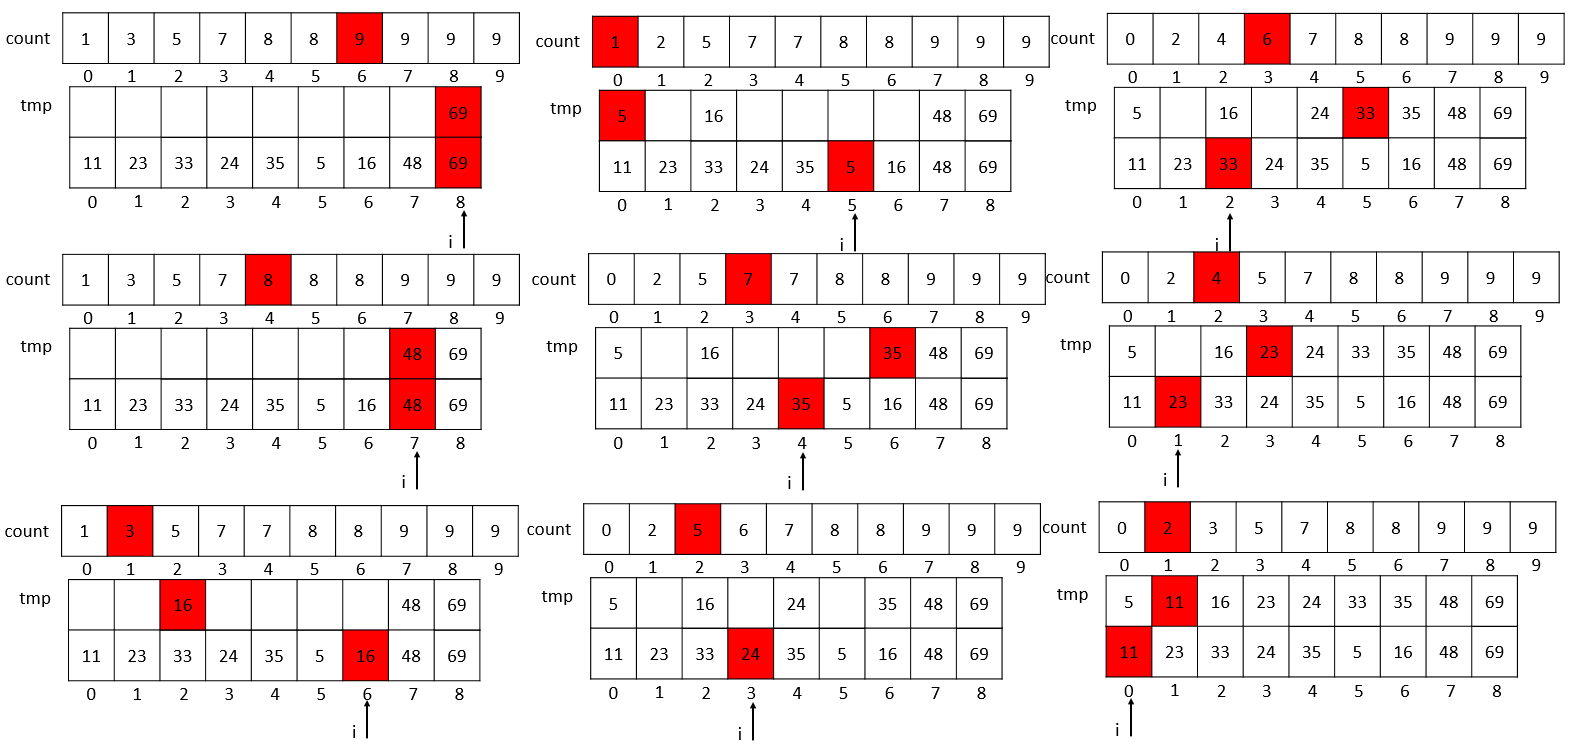 count 1 3 5 7 8 8 9 9 9 9
0 1 2 3 4 5 6 7 8 9
tmp 69
11 23 33 24 35 5 16 48 69
0 1 2 3 4 5 6 7 8
i
count 1 3 5 7 8 8 8 9 9 9
0 1 2 3 4 5 6 7 8 9
tmp 48 69
11 23 33 24 35 5 16 48 69
0 1 2 3 4 5 6 7 8
i
count 1 3 5 7 7 8 8 9 9 9
0 1 2 3 4 5 6 7 8 9
tmp 16 48 69
11 23 33 24 35 5 16 48 69
0 1 2 3 4 5 6 7 8
i
count 1 2 5 7 7 8 8 9 9 9
0 1 2 3 4 5 6 7 8 9
tmp 5 16 48 69
11 23 33 24 35 5 16 48 69
0 1 2 3 4 5 6 7 8
i
count 0 2 5 7 7 8 8 9 9 9
0 1 2 3 4 5 6 7 8 9
tmp 5 16 35 48 69
11 23 33 24 35 5 16 48 69
0 1 2 3 4 5 6 7 8
i
count 0 2 5 6 7 8 8 9 9 9
0 1 2 3 4 5 6 7 8 9
tmp 5 16 24 35 48 69
11 23 33 24 35 5 16 48 69
0 1 2 3 4 5 6 7 8
i
count 0 2 4 6 7 8 8 9 9 9
0 1 2 3 4 5 6 7 8 9
tmp 5 16 24 33 35 48 69
11 23 33 24 35 5 16 48 69
0 1 2 3 4 5 6 7 8
i
count 0 2 4 5 7 8 8 9 9 9
0 1 2 3 4 5 6 7 8 9
tmp 5 16 23 24 33 35 48 69
11 23 33 24 35 5 16 48 69
0 1 2 3 4 5 6 7 8
i
count 0 2 3 5 7 8 8 9 9 9
0 1 2 3 4 5 6 7 8 9
tmp 5 11 16 23 24 33 35 48 69
11 23 33 24 35 5 16 48 69
0 1 2 3 4 5 6 7 8
i